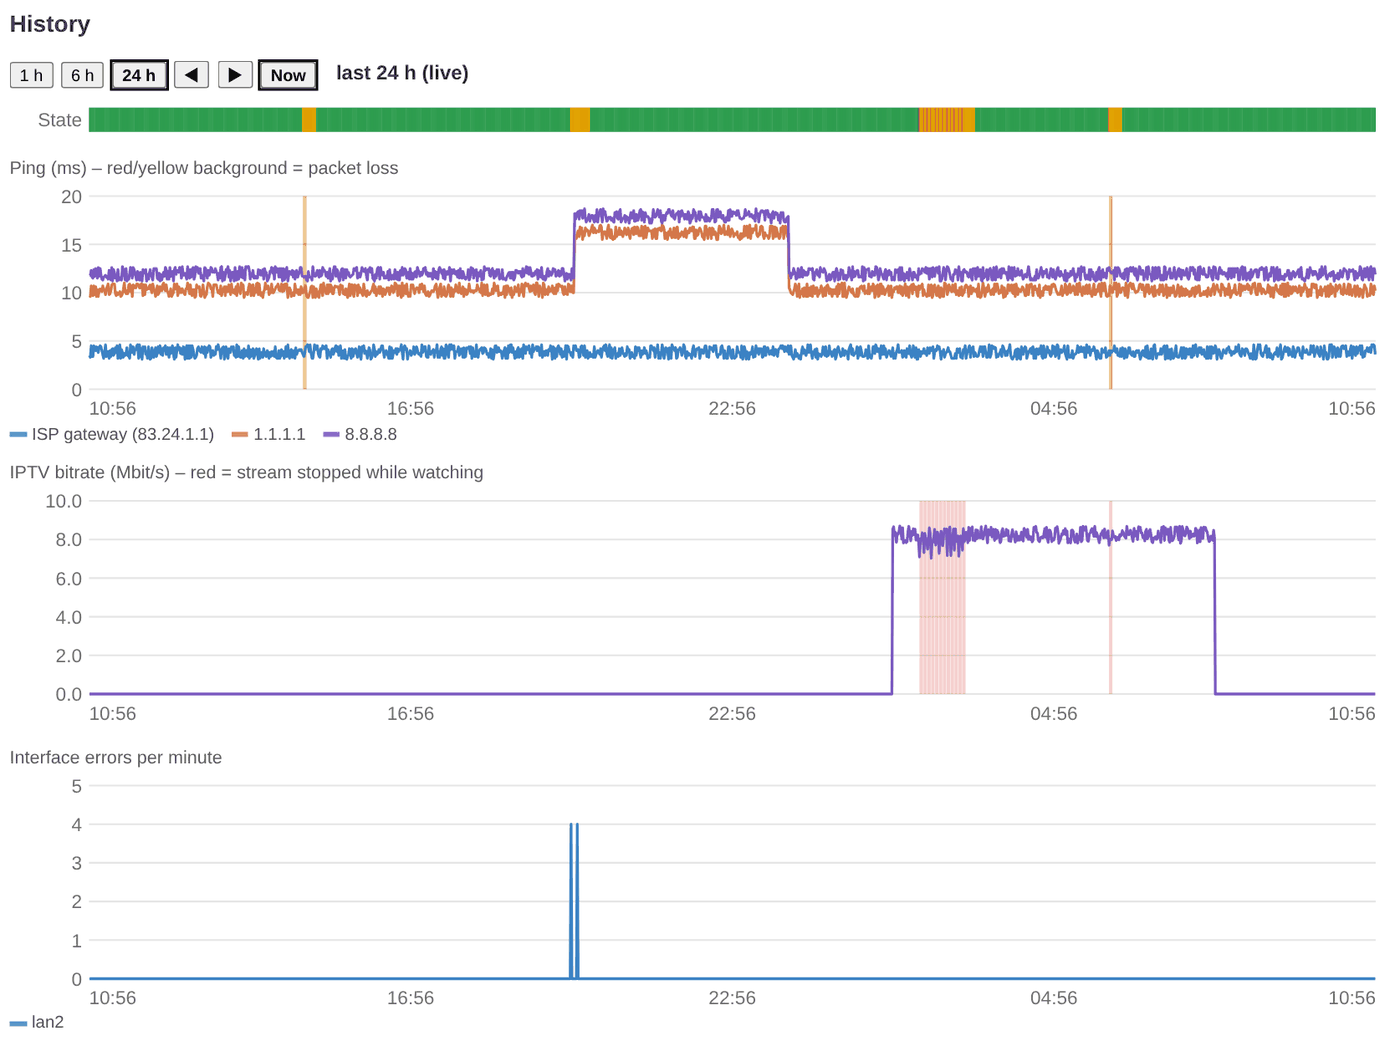 History
1 h 6 h 24 h ◀ ▶ Now last 24 h (live)
State
Ping (ms) – red/yellow background = packet loss
20
15
10
5
0
10:56 16:56 22:56 04:56 10:56
ISP gateway (83.24.1.1) 1.1.1.1 8.8.8.8
IPTV bitrate (Mbit/s) – red = stream stopped while watching
10.0
8.0
6.0
4.0
2.0
0.0
10:56 16:56 22:56 04:56 10:56
Interface errors per minute
5
4
3
2
1
0
10:56 16:56 22:56 04:56 10:56
lan2